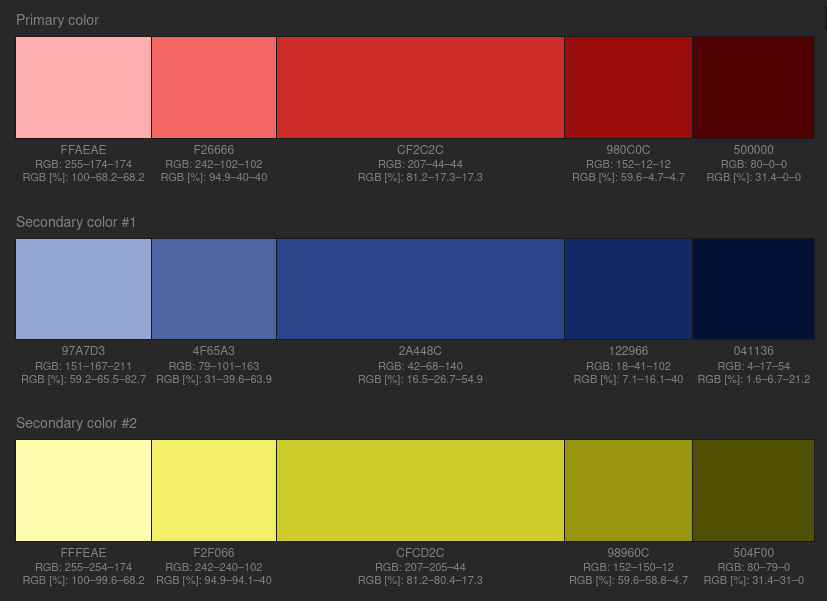 Primary color
FFAEAE F26666 CF2C2C 980C0C 500000
RGB: 255–174–174 RGB: 242–102–102 RGB: 207–44–44 RGB: 152–12–12 RGB: 80–0–0
RGB [%]: 100–68.2–68.2 RGB [%]: 94.9–40–40 RGB [%]: 81.2–17.3–17.3 RGB [%]: 59.6–4.7–4.7 RGB [%]: 31.4–0–0
Secondary color #1
97A7D3 4F65A3 2A448C 122966 041136
RGB: 151–167–211 RGB: 79–101–163 RGB: 42–68–140 RGB: 18–41–102 RGB: 4–17–54
RGB [%]: 59.2–65.5–82.7 RGB [%]: 31–39.6–63.9 RGB [%]: 16.5–26.7–54.9 RGB [%]: 7.1–16.1–40 RGB [%]: 1.6–6.7–21.2
Secondary color #2
FFFEAE F2F066 CFCD2C 98960C 504F00
RGB: 255–254–174 RGB: 242–240–102 RGB: 207–205–44 RGB: 152–150–12 RGB: 80–79–0
RGB [%]: 100–99.6–68.2 RGB [%]: 94.9–94.1–40 RGB [%]: 81.2–80.4–17.3 RGB [%]: 59.6–58.8–4.7 RGB [%]: 31.4–31–0